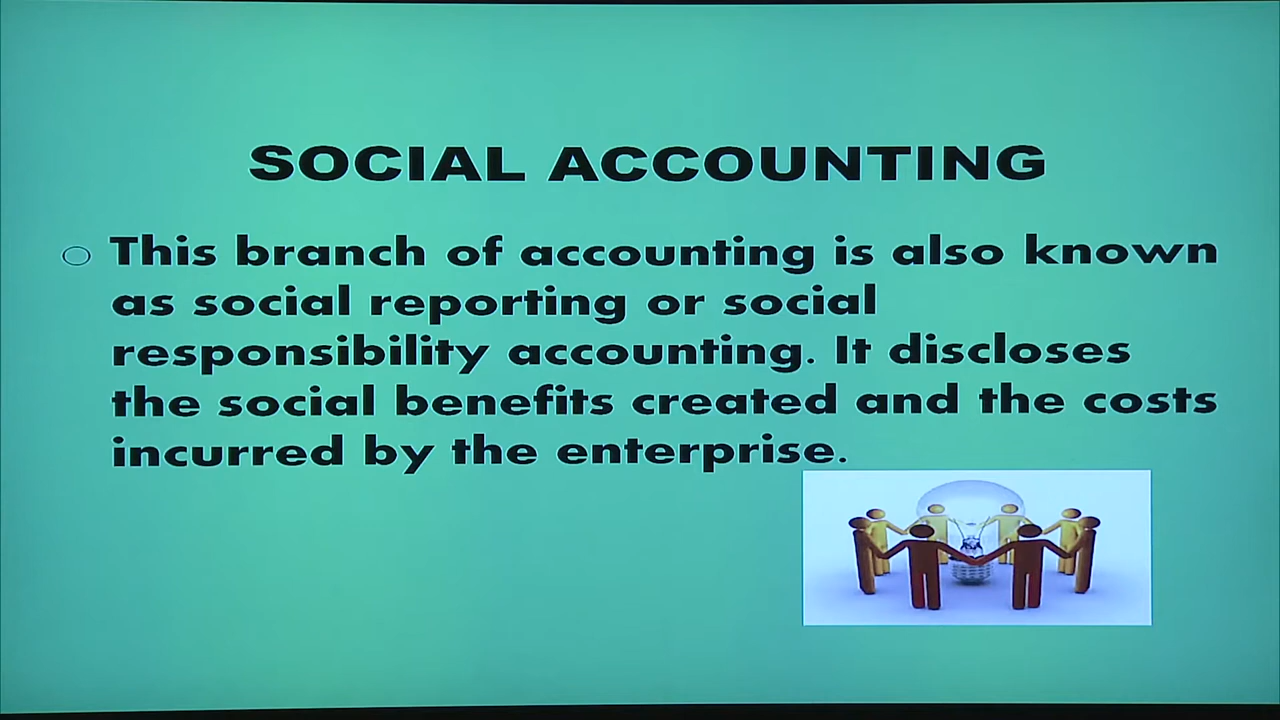 SOCIAL ACCOUNTING
This branch of accounting is also known
as social reporting or social
responsibility accounting. It discloses
the social benefits created and the costs
incurred by the enterprise.